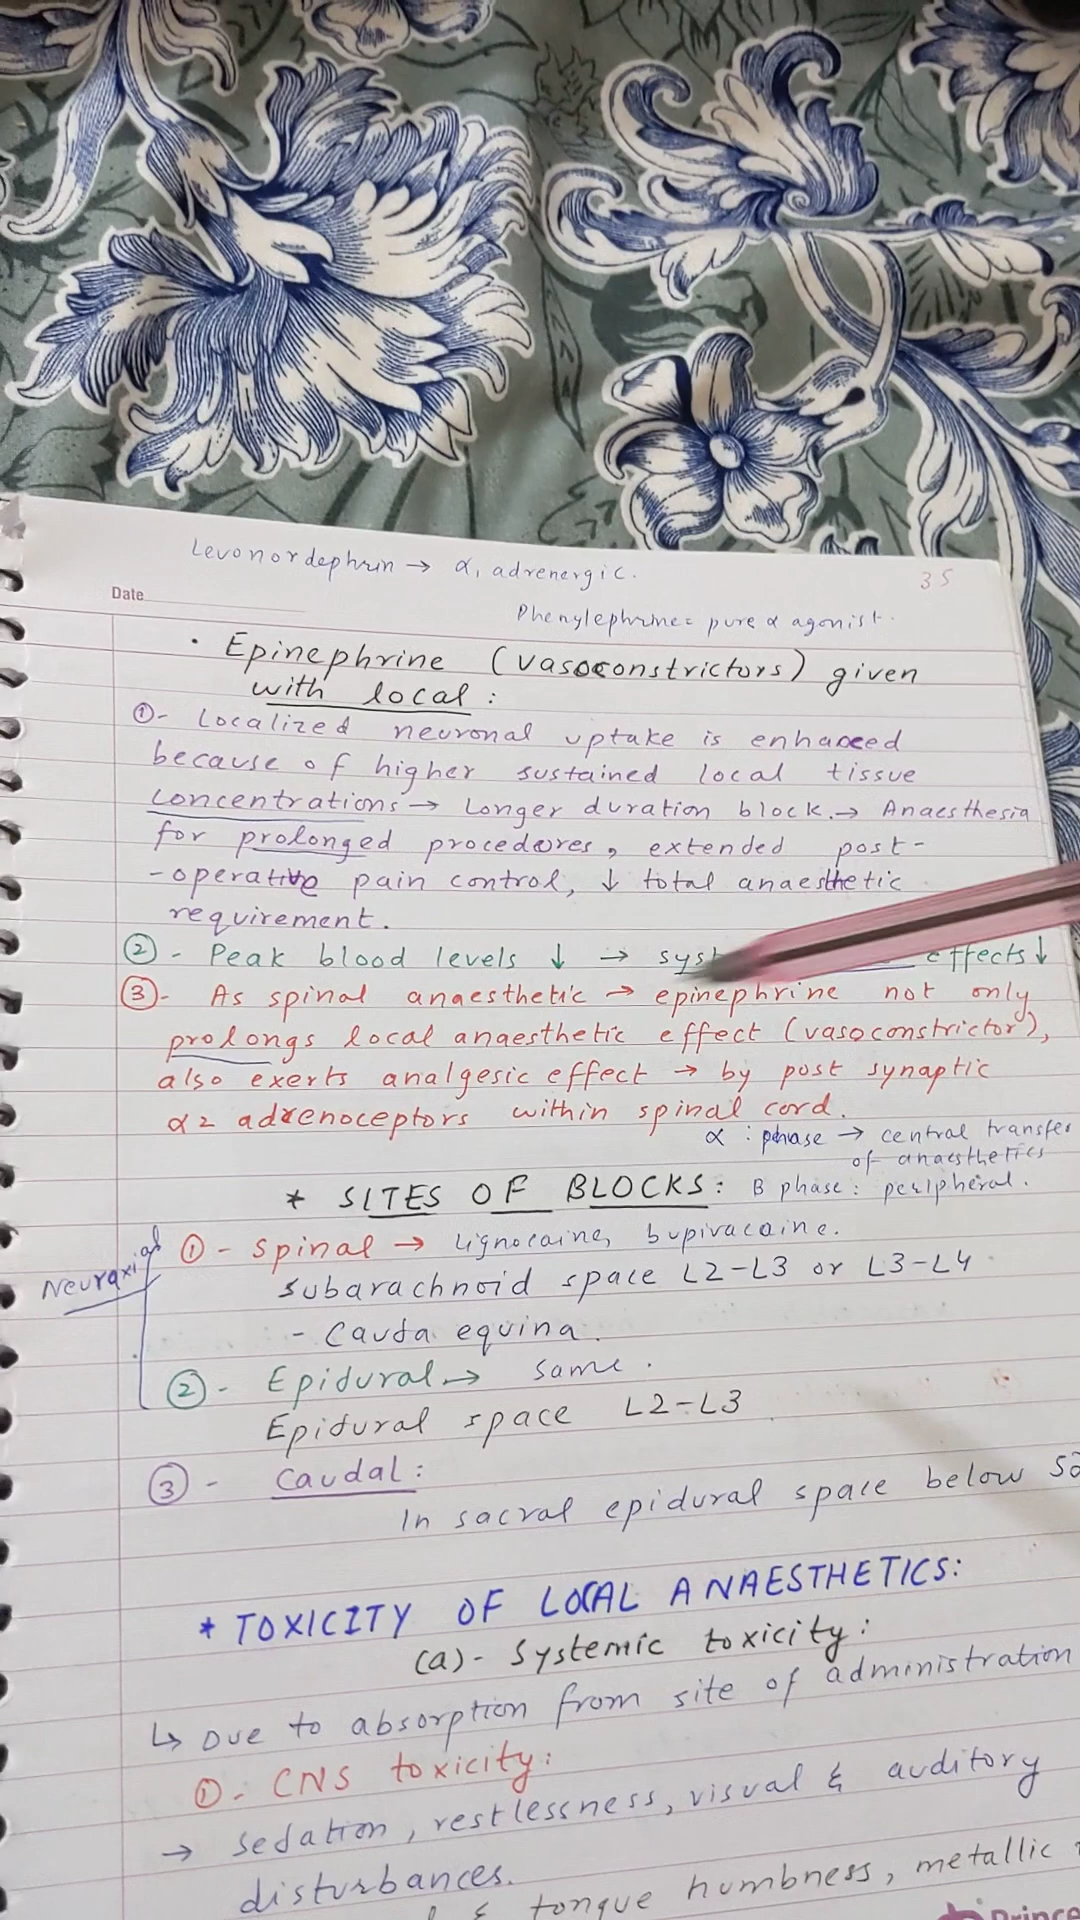 Levonordephrin → α, adrenergic.
35
Date
Phenylephrine= pure α agonist.
• Epinephrine (vasoconstrictors) given
with local :
①- Localized neuronal uptake is enhanced
because of higher sustained local tissue
concentrations → Longer duration block.→ Anaesthesia
for prolonged procedures, extended post-
-operative pain control, ↓ total anaesthetic
requirement.
②- Peak blood levels ↓ → syst effects↓
③- As spinal anaesthetic → epinephrine not only
prolongs local anaesthetic effect (vasoconstrictor),
also exerts analgesic effect → by post synaptic
α2 adrenoceptors within spinal cord.
α : phase → central transfer
of anaesthetics
* SITES OF BLOCKS: B phase: peripheral.
Neuraxial
①- Spinal → Lignocaine, bupivacaine.
Subarachnoid space L2-L3 or L3-L4
- Cauda equina.
②- Epidural → same.
Epidural space L2-L3
③- Caudal:
In sacral epidural space below
* TOXICITY OF LOCAL ANAESTHETICS:
(a)- Systemic toxicity:
↳ Due to absorption from site of administration
①- CNS toxicity:
→ Sedation, restlessness, visual & auditory
disturbances.
& tongue numbness, metallic